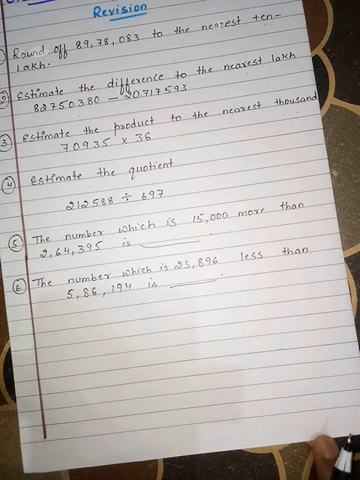 Revision
Round off 89,78,083 to the nearest ten-
Lakh.
② Estimate the difference to the nearest lakh
82750380 - 20717593
③ Estimate the product to the nearest thousand
70935 × 36
④ Estimate the quotient
212588 ÷ 697
⑤ The number which is 15,000 more than
2,64,395 is ______.
⑥ The number which is 23,896 less than
5,86,194 is ______.